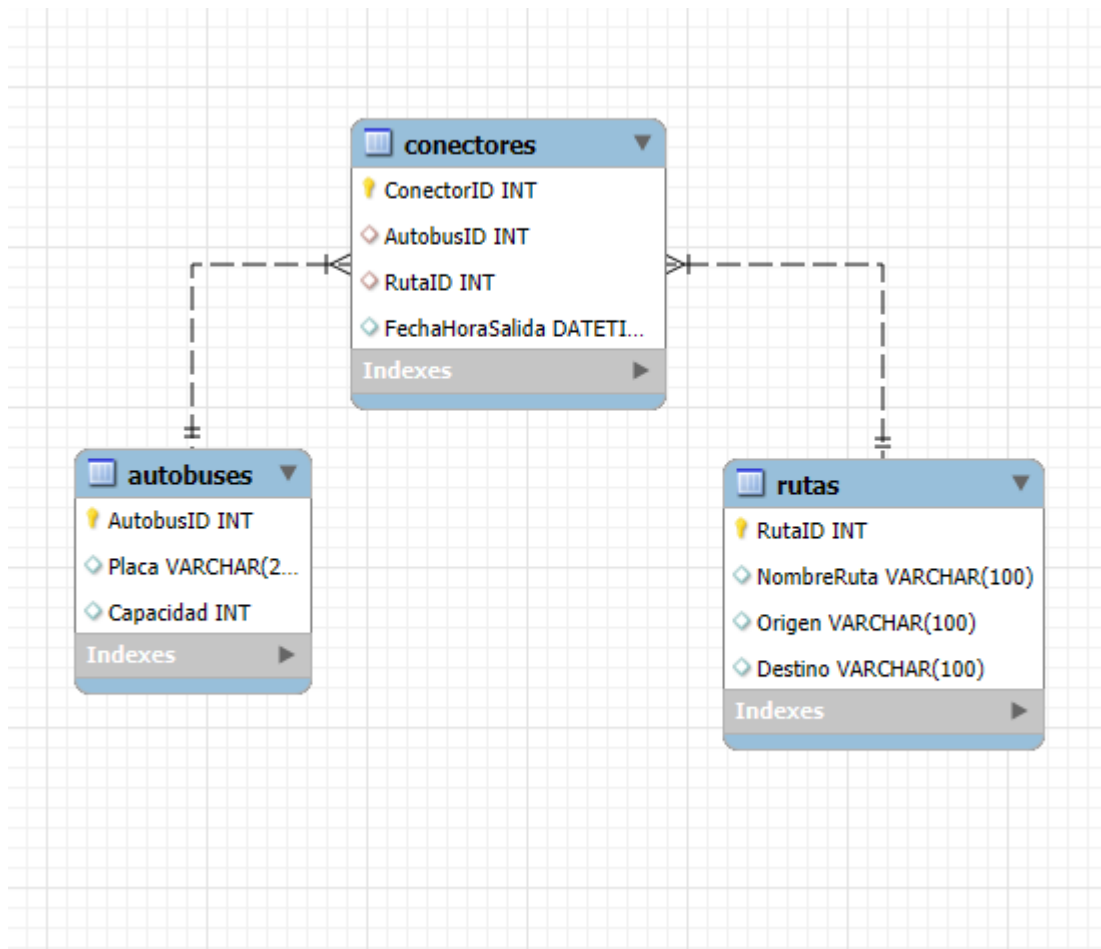 conectores
ConectorID INT
AutobusID INT
RutaID INT
FechaHoraSalida DATETI...
Indexes
autobuses
AutobusID INT
Placa VARCHAR(2...
Capacidad INT
Indexes
rutas
RutaID INT
NombreRuta VARCHAR(100)
Origen VARCHAR(100)
Destino VARCHAR(100)
Indexes